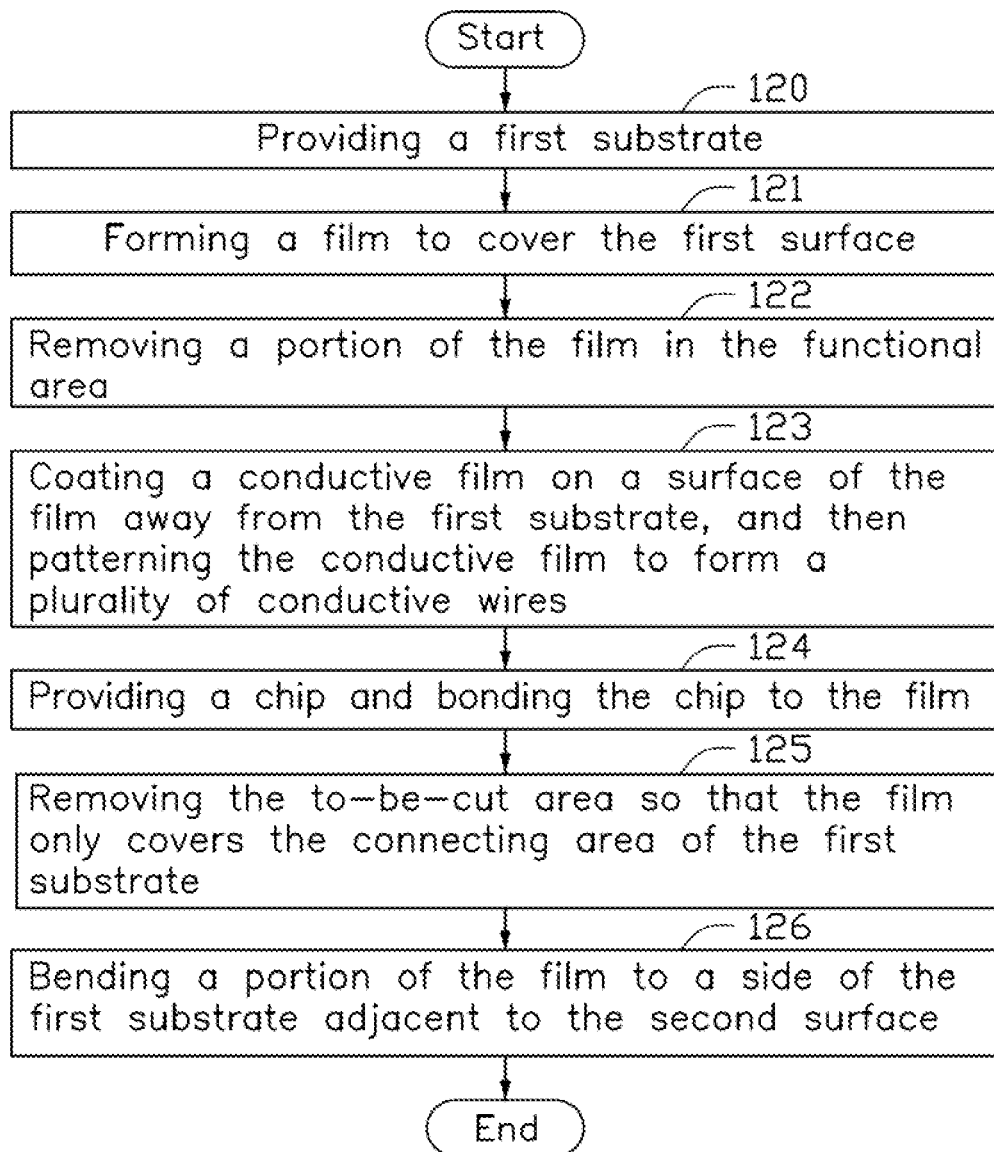 Start
120
Providing a first substrate
121
Forming a film to cover the first surface
122
Removing a portion of the film in the functional
area
123
Coating a conductive film on a surface of the
film away from the first substrate, and then
patterning the conductive film to form a
plurality of conductive wires
124
Providing a chip and bonding the chip to the film
125
Removing the to-be-cut area so that the film
only covers the connecting area of the first
substrate
126
Bending a portion of the film to a side of the
first substrate adjacent to the second surface
End